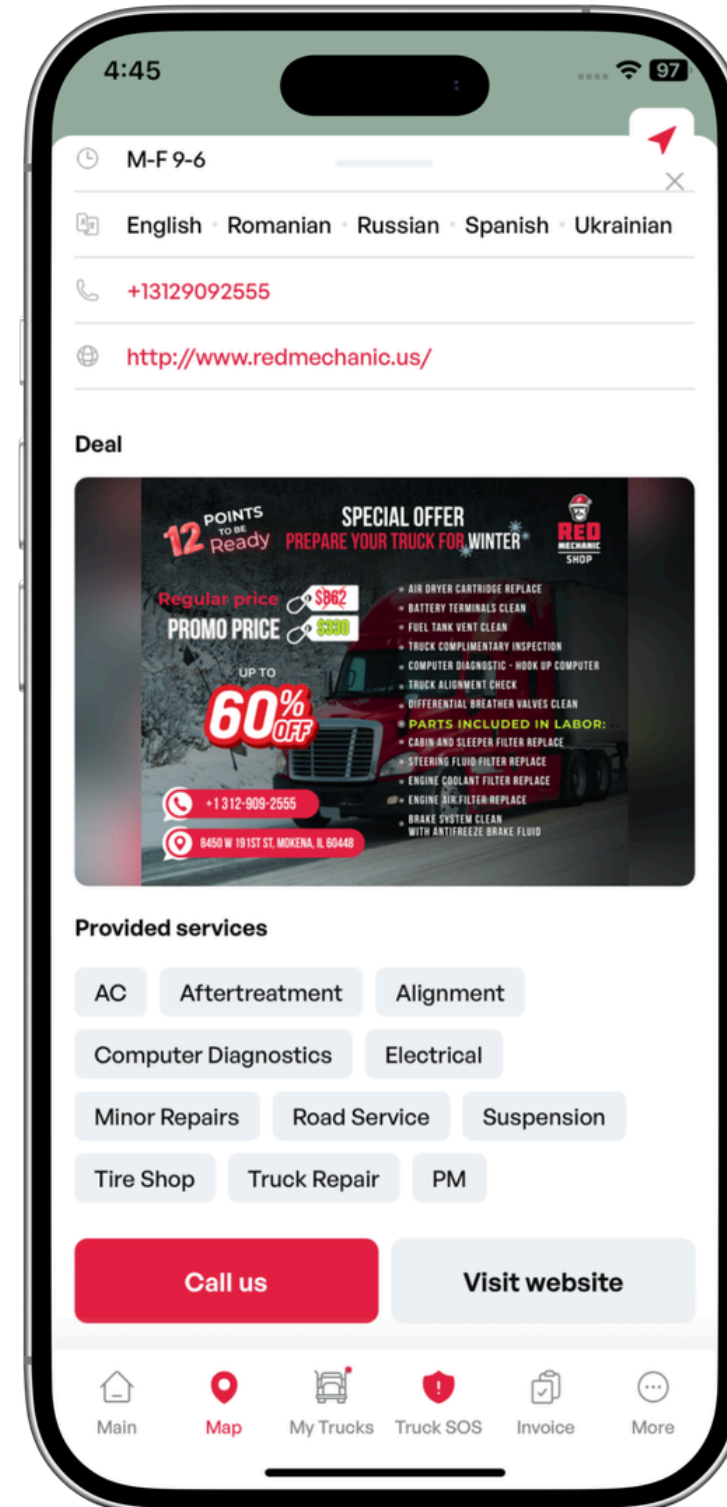 4:45
97
M-F 9-6
English • Romanian • Russian • Spanish • Ukrainian
+13129092555
http://www.redmechanic.us/
Deal
12 POINTS
TO BE
Ready
SPECIAL OFFER
PREPARE YOUR TRUCK FOR WINTER
RED
MECHANIC
SHOP
Regular price $862
PROMO PRICE $330
UP TO
60%
OFF
AIR DRYER CARTRIDGE REPLACE
BATTERY TERMINALS CLEAN
FUEL TANK VENT CLEAN
TRUCK COMPLIMENTARY INSPECTION
COMPUTER DIAGNOSTIC - HOOK UP COMPUTER
TRUCK ALIGNMENT CHECK
DIFFERENTIAL BREATHER VALVES CLEAN
PARTS INCLUDED IN LABOR:
CABIN AND SLEEPER FILTER REPLACE
STEERING FLUID FILTER REPLACE
ENGINE COOLANT FILTER REPLACE
ENGINE AIR FILTER REPLACE
BRAKE SYSTEM CLEAN
WITH ANTIFREEZE BRAKE FLUID
+1 312-909-2555
8450 W 191ST ST, MOKENA, IL 60448
Provided services
AC Aftertreatment Alignment
Computer Diagnostics Electrical
Minor Repairs Road Service Suspension
Tire Shop Truck Repair PM
Call us Visit website
Main Map My Trucks Truck SOS Invoice More